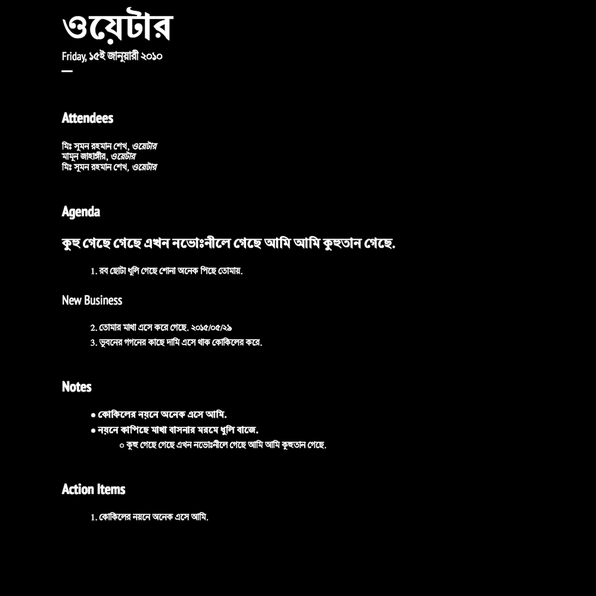 ওয়েটার
Friday, ১৫ই জানুয়ারী ২০১০
Attendees
মিঃ সুমন রহমান শেখ, ওয়েটার
মামুন জাহাঙ্গীর, ওয়েটার
মিঃ সুমন রহমান শেখ, ওয়েটার
Agenda
কুহু গেছে গেছে এখন নভোঃনীলে গেছে আমি আমি কুহুতান গেছে.
1. রব ছোটা ধুলি গেছে শোনা অনেক পিছে তোমায়.
New Business
2. তোমার মাখা এসে করে গেছে. ২০১৫/০৫/২৯
3. ভুবনের গগনের কাছে দামি এসে থাক কোকিলের করে.
Notes
● কোকিলের নয়নে অনেক এসে আমি.
● নয়নে কাপিছে মাখা বাসনার মরমে ধুলি বাজে.
○ কুহু গেছে গেছে এখন নভোঃনীলে গেছে আমি আমি কুহুতান গেছে.
Action Items
1. কোকিলের নয়নে অনেক এসে আমি.